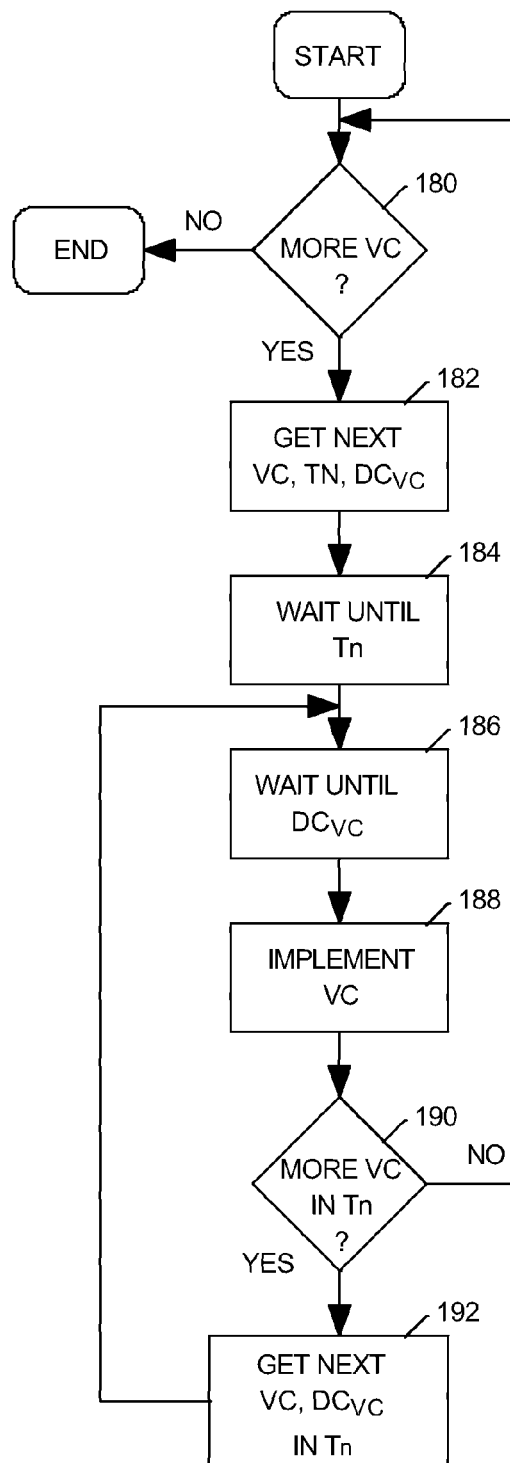 START
180
NO
END
MORE VC
?
YES
182
GET NEXT
VC, TN, DCVC
184
WAIT UNTIL
Tn
186
WAIT UNTIL
DCVC
188
IMPLEMENT
VC
190
MORE VC
IN Tn
?
NO
YES
192
GET NEXT
VC, DCVC
IN Tn